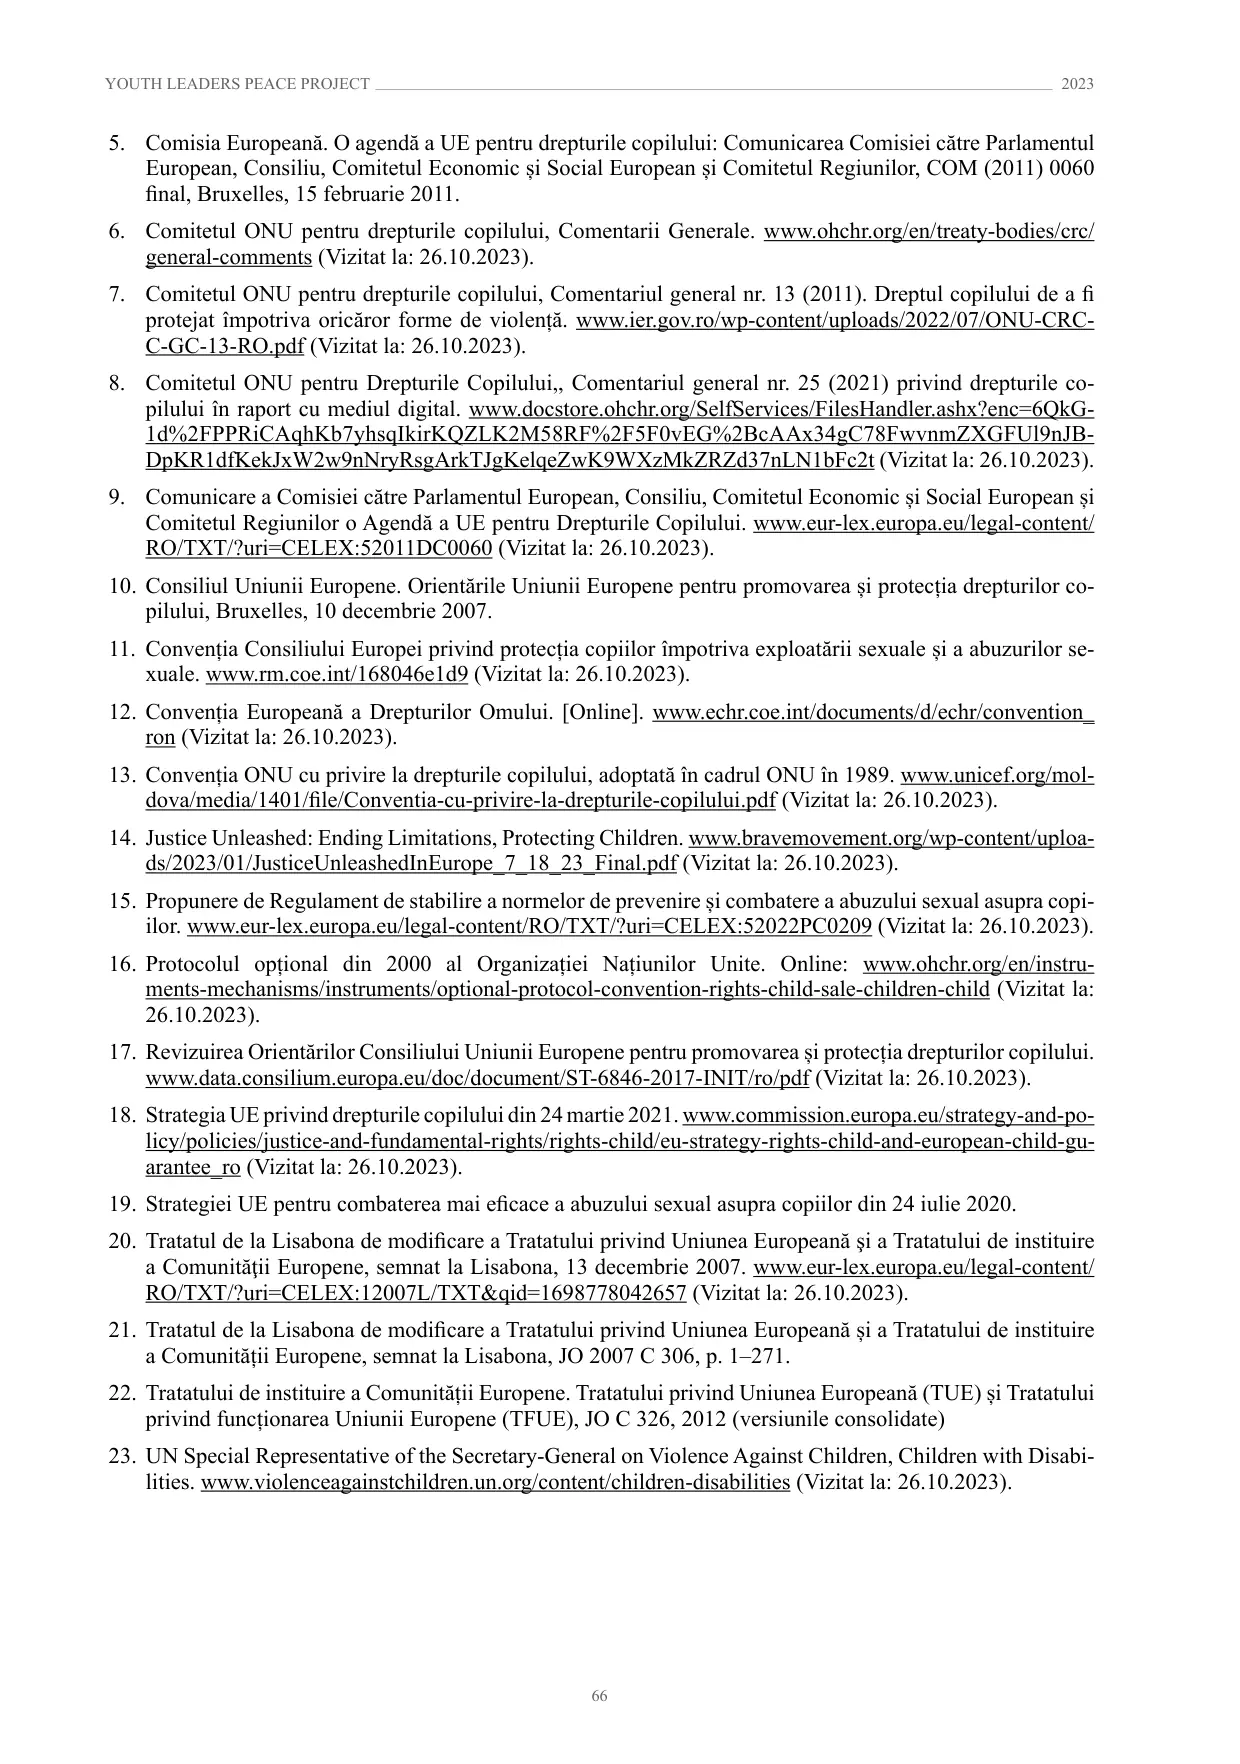 YOUTH LEADERS PEACE PROJECT 2023
5. Comisia Europeană. O agendă a UE pentru drepturile copilului: Comunicarea Comisiei către Parlamentul
European, Consiliu, Comitetul Economic și Social European și Comitetul Regiunilor, COM (2011) 0060
final, Bruxelles, 15 februarie 2011.
6. Comitetul ONU pentru drepturile copilului, Comentarii Generale. www.ohchr.org/en/treaty-bodies/crc/
general-comments (Vizitat la: 26.10.2023).
7. Comitetul ONU pentru drepturile copilului, Comentariul general nr. 13 (2011). Dreptul copilului de a fi
protejat împotriva oricăror forme de violență. www.ier.gov.ro/wp-content/uploads/2022/07/ONU-CRC-
C-GC-13-RO.pdf (Vizitat la: 26.10.2023).
8. Comitetul ONU pentru Drepturile Copilului,, Comentariul general nr. 25 (2021) privind drepturile co-
pilului în raport cu mediul digital. www.docstore.ohchr.org/SelfServices/FilesHandler.ashx?enc=6QkG-
1d%2FPPRiCAqhKb7yhsqIkirKQZLK2M58RF%2F5F0vEG%2BcAAx34gC78FwvnmZXGFUl9nJB-
DpKR1dfKekJxW2w9nNryRsgArkTJgKelqeZwK9WXzMkZRZd37nLN1bFc2t (Vizitat la: 26.10.2023).
9. Comunicare a Comisiei către Parlamentul European, Consiliu, Comitetul Economic și Social European și
Comitetul Regiunilor o Agendă a UE pentru Drepturile Copilului. www.eur-lex.europa.eu/legal-content/
RO/TXT/?uri=CELEX:52011DC0060 (Vizitat la: 26.10.2023).
10. Consiliul Uniunii Europene. Orientările Uniunii Europene pentru promovarea și protecția drepturilor co-
pilului, Bruxelles, 10 decembrie 2007.
11. Convenția Consiliului Europei privind protecția copiilor împotriva exploatării sexuale și a abuzurilor se-
xuale. www.rm.coe.int/168046e1d9 (Vizitat la: 26.10.2023).
12. Convenția Europeană a Drepturilor Omului. [Online]. www.echr.coe.int/documents/d/echr/convention_
ron (Vizitat la: 26.10.2023).
13. Convenția ONU cu privire la drepturile copilului, adoptată în cadrul ONU în 1989. www.unicef.org/mol-
dova/media/1401/file/Conventia-cu-privire-la-drepturile-copilului.pdf (Vizitat la: 26.10.2023).
14. Justice Unleashed: Ending Limitations, Protecting Children. www.bravemovement.org/wp-content/uploa-
ds/2023/01/JusticeUnleashedInEurope_7_18_23_Final.pdf (Vizitat la: 26.10.2023).
15. Propunere de Regulament de stabilire a normelor de prevenire și combatere a abuzului sexual asupra copi-
ilor. www.eur-lex.europa.eu/legal-content/RO/TXT/?uri=CELEX:52022PC0209 (Vizitat la: 26.10.2023).
16. Protocolul opțional din 2000 al Organizației Națiunilor Unite. Online: www.ohchr.org/en/instru-
ments-mechanisms/instruments/optional-protocol-convention-rights-child-sale-children-child (Vizitat la:
26.10.2023).
17. Revizuirea Orientărilor Consiliului Uniunii Europene pentru promovarea și protecția drepturilor copilului.
www.data.consilium.europa.eu/doc/document/ST-6846-2017-INIT/ro/pdf (Vizitat la: 26.10.2023).
18. Strategia UE privind drepturile copilului din 24 martie 2021. www.commission.europa.eu/strategy-and-po-
licy/policies/justice-and-fundamental-rights/rights-child/eu-strategy-rights-child-and-european-child-gu-
arantee_ro (Vizitat la: 26.10.2023).
19. Strategiei UE pentru combaterea mai eficace a abuzului sexual asupra copiilor din 24 iulie 2020.
20. Tratatul de la Lisabona de modificare a Tratatului privind Uniunea Europeană şi a Tratatului de instituire
a Comunităţii Europene, semnat la Lisabona, 13 decembrie 2007. www.eur-lex.europa.eu/legal-content/
RO/TXT/?uri=CELEX:12007L/TXT&qid=1698778042657 (Vizitat la: 26.10.2023).
21. Tratatul de la Lisabona de modificare a Tratatului privind Uniunea Europeană și a Tratatului de instituire
a Comunității Europene, semnat la Lisabona, JO 2007 C 306, p. 1–271.
22. Tratatului de instituire a Comunității Europene. Tratatului privind Uniunea Europeană (TUE) și Tratatului
privind funcționarea Uniunii Europene (TFUE), JO C 326, 2012 (versiunile consolidate)
23. UN Special Representative of the Secretary-General on Violence Against Children, Children with Disabi-
lities. www.violenceagainstchildren.un.org/content/children-disabilities (Vizitat la: 26.10.2023).
66